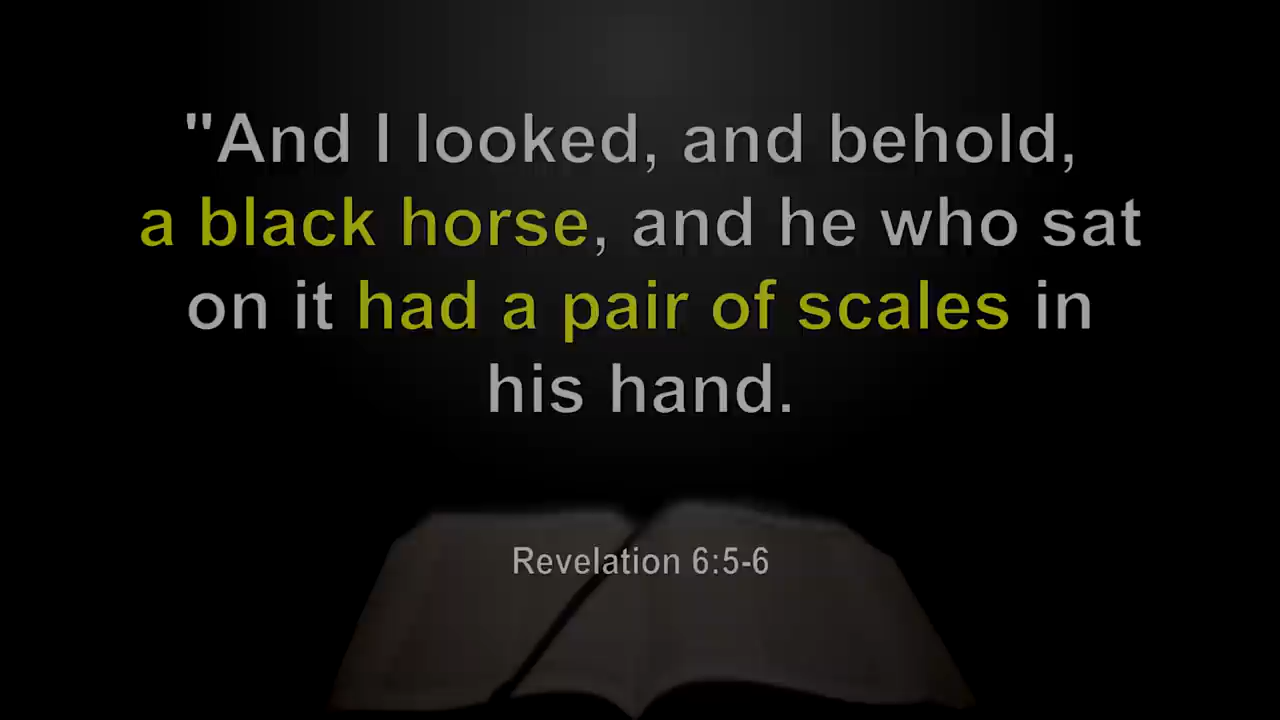 "And I looked, and behold,
a black horse, and he who sat
on it had a pair of scales in
his hand.
Revelation 6:5-6